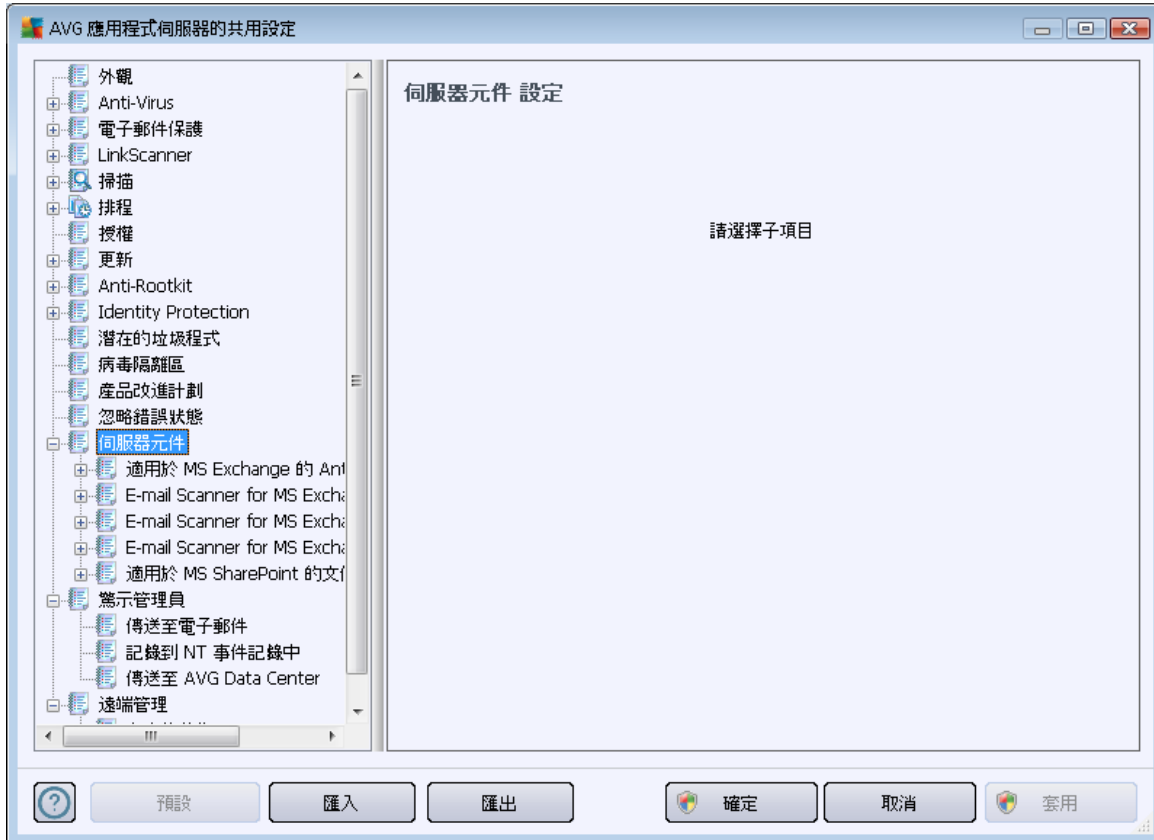 AVG 應用程式伺服器的共用設定
外觀
Anti-Virus
電子郵件保護
LinkScanner
掃描
排程
授權
更新
Anti-Rootkit
Identity Protection
潛在的垃圾程式
病毒隔離區
產品改進計劃
忽略錯誤狀態
伺服器元件
適用於 MS Exchange 的 Ant
E-mail Scanner for MS Excha
E-mail Scanner for MS Excha
E-mail Scanner for MS Excha
適用於 MS SharePoint 的文件
警示管理員
傳送至電子郵件
記錄到 NT 事件記錄中
傳送至 AVG Data Center
遠端管理
伺服器元件 設定
請選擇子項目
預設
匯入
匯出
確定
取消
套用